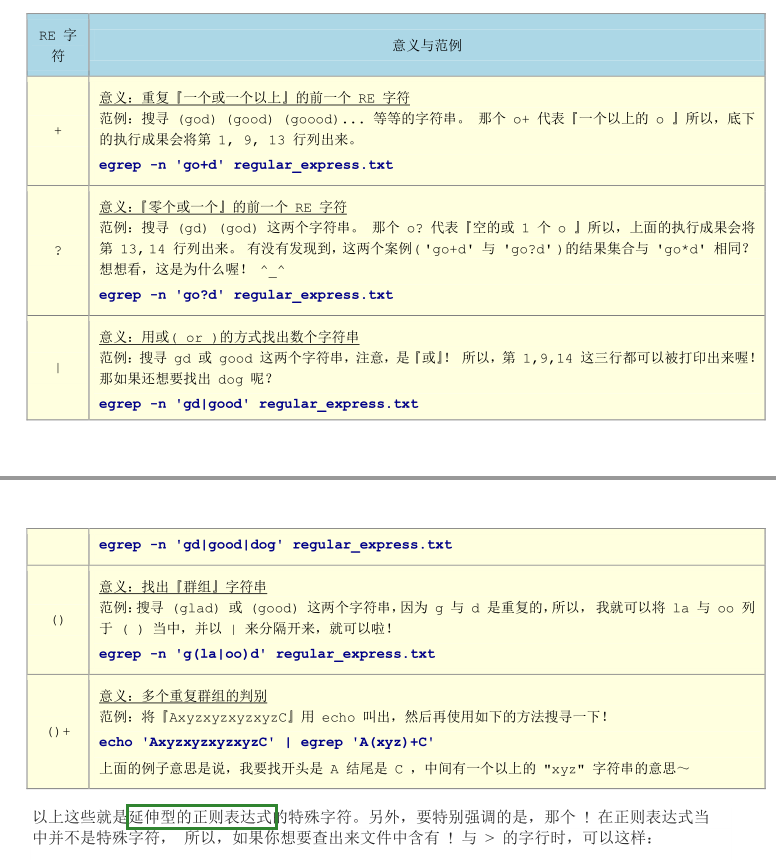 RE 字符
意义与范例
+
意义：重复『一个或一个以上』的前一个 RE 字符
范例：搜寻 (god) (good) (goood)... 等等的字符串。 那个 o+ 代表『一个以上的 o 』所以，底下
的执行成果会将第 1, 9, 13 行列出来。
egrep -n 'go+d' regular_express.txt
?
意义：『零个或一个』的前一个 RE 字符
范例：搜寻 (gd) (god) 这两个字符串。 那个 o? 代表『空的或 1 个 o 』所以，上面的执行成果会将
第 13,14 行列出来。 有没有发现到，这两个案例( 'go+d' 与 'go?d' )的结果集合与 'go*d' 相同？
想想看，这是为什么喔！ ^_^
egrep -n 'go?d' regular_express.txt
|
意义：用或( or )的方式找出数个字符串
范例：搜寻 gd 或 good 这两个字符串，注意，是『或』！ 所以，第 1,9,14 这三行都可以被打印出来喔！
那如果还想要找出 dog 呢？
egrep -n 'gd|good' regular_express.txt
egrep -n 'gd|good|dog' regular_express.txt
()
意义：找出『群组』字符串
范例：搜寻 (glad) 或 (good) 这两个字符串，因为 g 与 d 是重复的，所以， 我就可以将 la 与 oo 列
于 ( ) 当中，并以 | 来分隔开来，就可以啦！
egrep -n 'g(la|oo)d' regular_express.txt
()+
意义：多个重复群组的判别
范例：将『AxyzxyzxyzxyzC』用 echo 叫出，然后再使用如下的方法搜寻一下！
echo 'AxyzxyzxyzxyzC' | egrep 'A(xyz)+C'
上面的例子意思是说，我要找开头是 A 结尾是 C ，中间有一个以上的 "xyz" 字符串的意思～
以上这些就是延伸型的正则表达式的特殊字符。另外，要特别强调的是，那个 ! 在正则表达式当
中并不是特殊字符， 所以，如果你想要查出来文件中含有 ! 与 > 的字行时，可以这样：